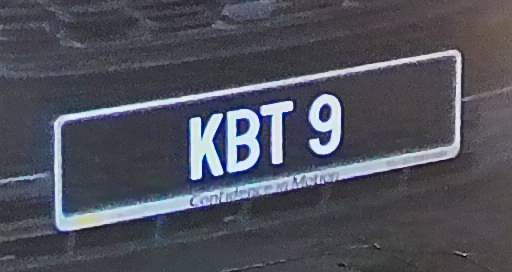 KBT 9
Confidence in Motion